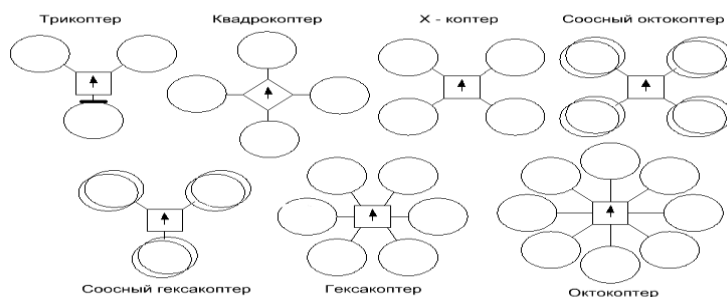 Трикоптер
Квадрокоптер
X - коптер
Соосный октокоптер
Соосный гексакоптер
Гексакоптер
Октокоптер